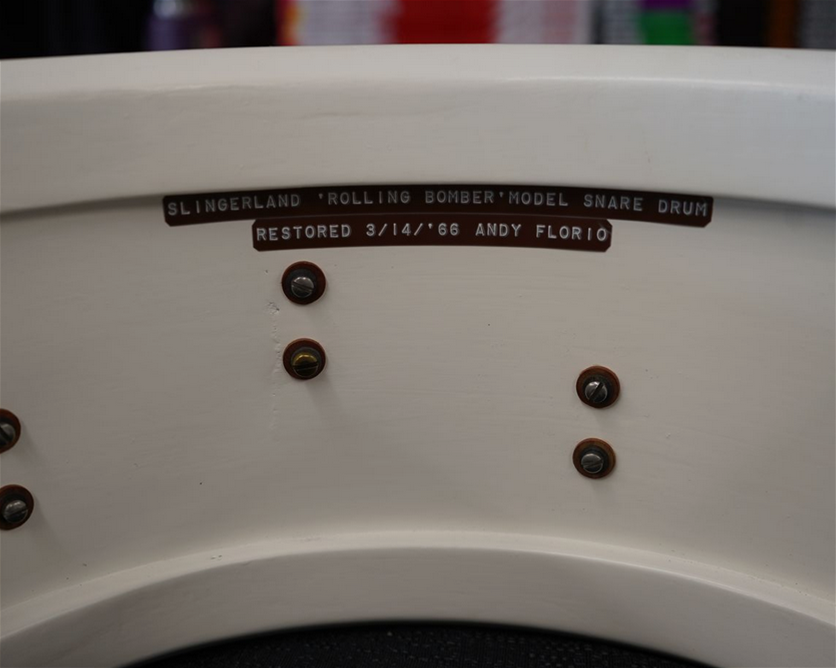 SLINGERLAND 'ROLLING BOMBER'MODEL SNARE DRUM
RESTORED 3/14/'66 ANDY FLORIO